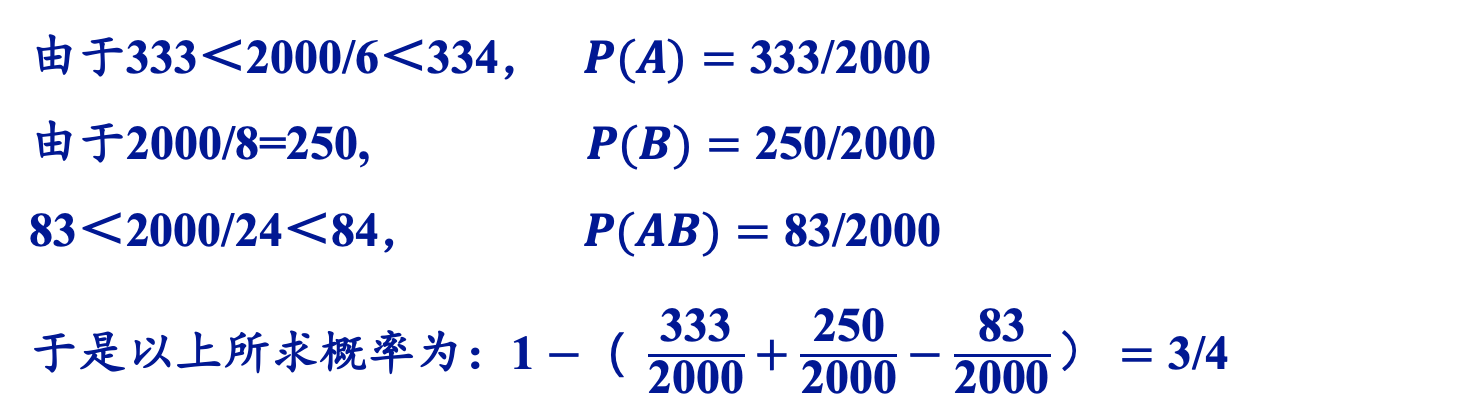 由于333＜2000/6＜334， P(A) = 333/2000
由于2000/8=250, P(B) = 250/2000
83＜2000/24＜84， P(AB) = 83/2000
于是以上所求概率为：1 − （ 333/2000 + 250/2000 − 83/2000 ） = 3/4